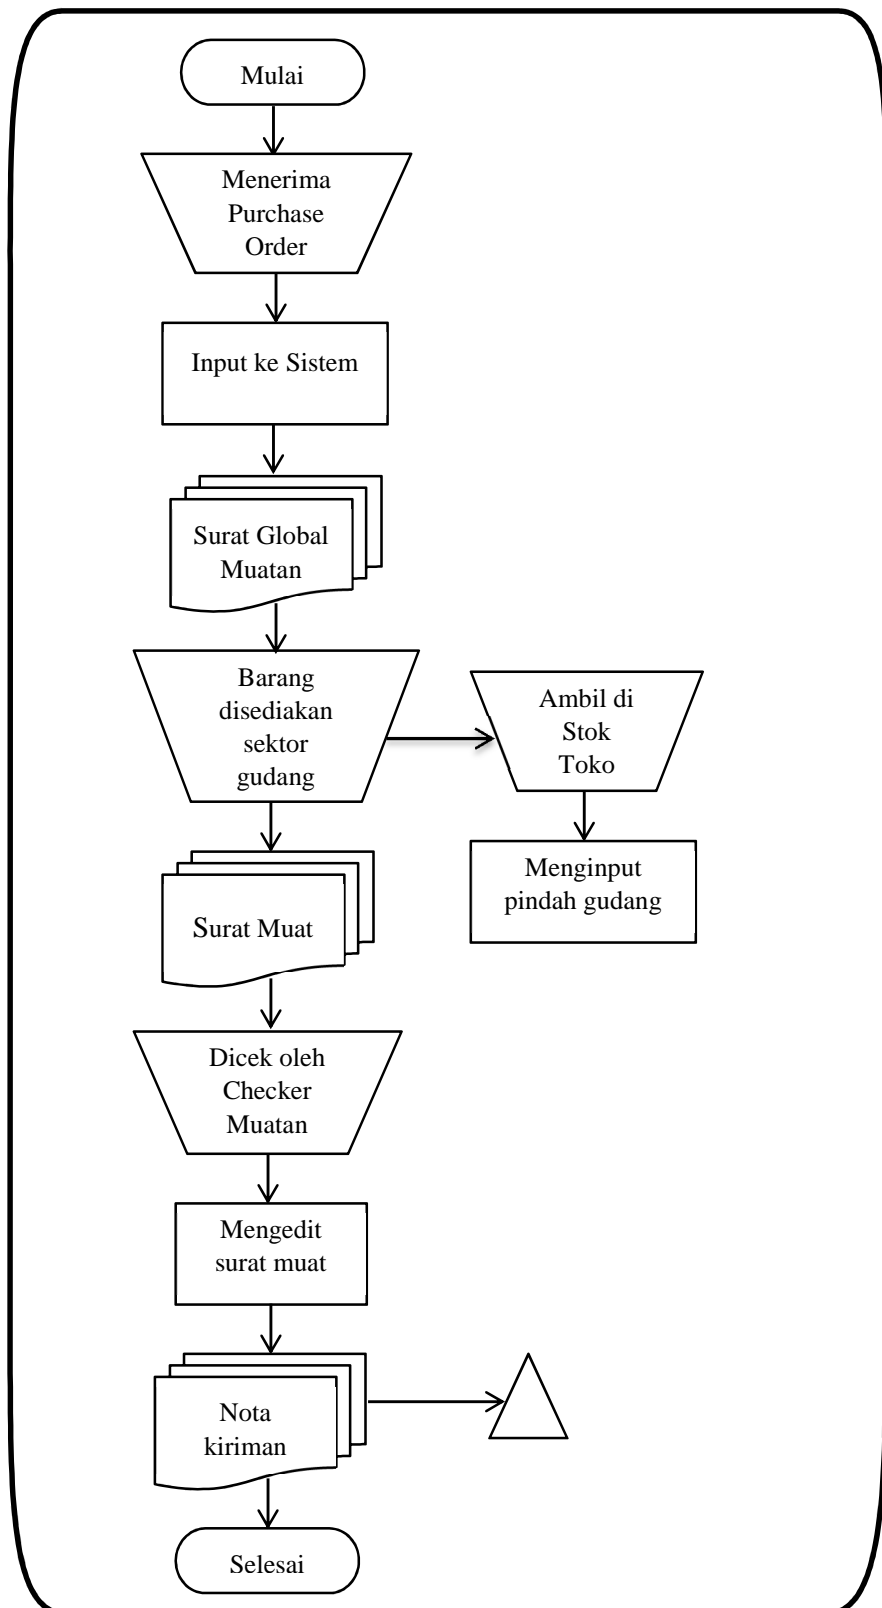 Mulai
Menerima
Purchase
Order
Input ke Sistem
Surat Global
Muatan
Barang
disediakan
sektor
gudang
Ambil di
Stok
Toko
Menginput
pindah gudang
Surat Muat
Dicek oleh
Checker
Muatan
Mengedit
surat muat
Nota
kiriman
Selesai